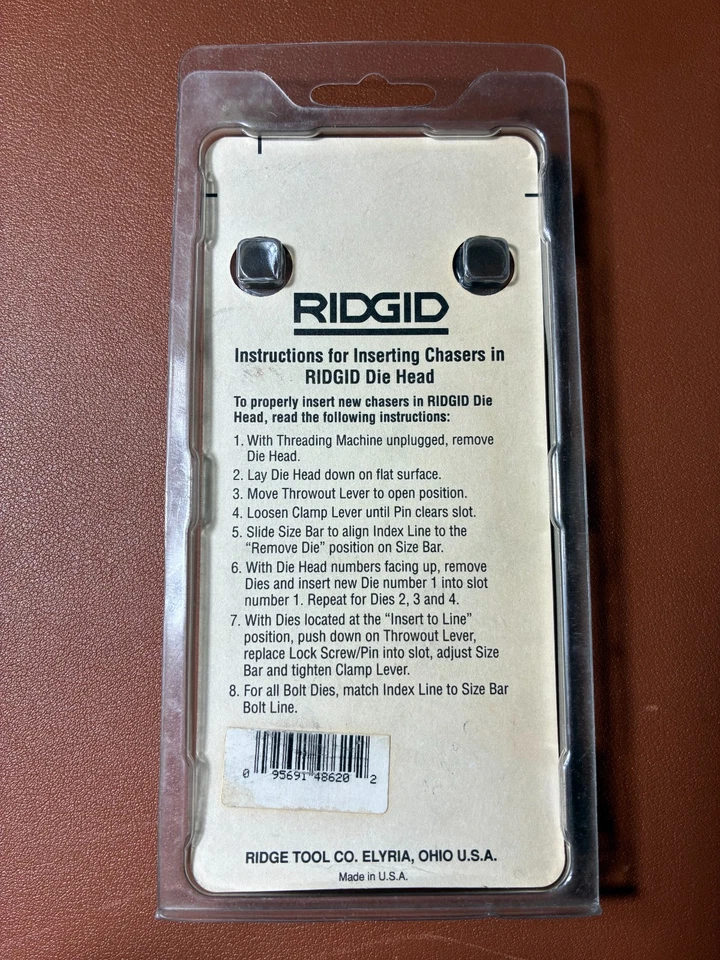 RIDGID
Instructions for Inserting Chasers in
RIDGID Die Head
To properly insert new chasers in RIDGID Die
Head, read the following instructions:
1. With Threading Machine unplugged, remove
Die Head.
2. Lay Die Head down on flat surface.
3. Move Throwout Lever to open position.
4. Loosen Clamp Lever until Pin clears slot.
5. Slide Size Bar to align Index Line to the
“Remove Die” position on Size Bar.
6. With Die Head numbers facing up, remove
Dies and insert new Die number 1 into slot
number 1. Repeat for Dies 2, 3 and 4.
7. With Dies located at the “Insert to Line”
position, push down on Throwout Lever,
replace Lock Screw/Pin into slot, adjust Size
Bar and tighten Clamp Lever.
8. For all Bolt Dies, match Index Line to Size Bar
Bolt Line.
0 95691 48620 2
RIDGE TOOL CO. ELYRIA, OHIO U.S.A.
Made in U.S.A.